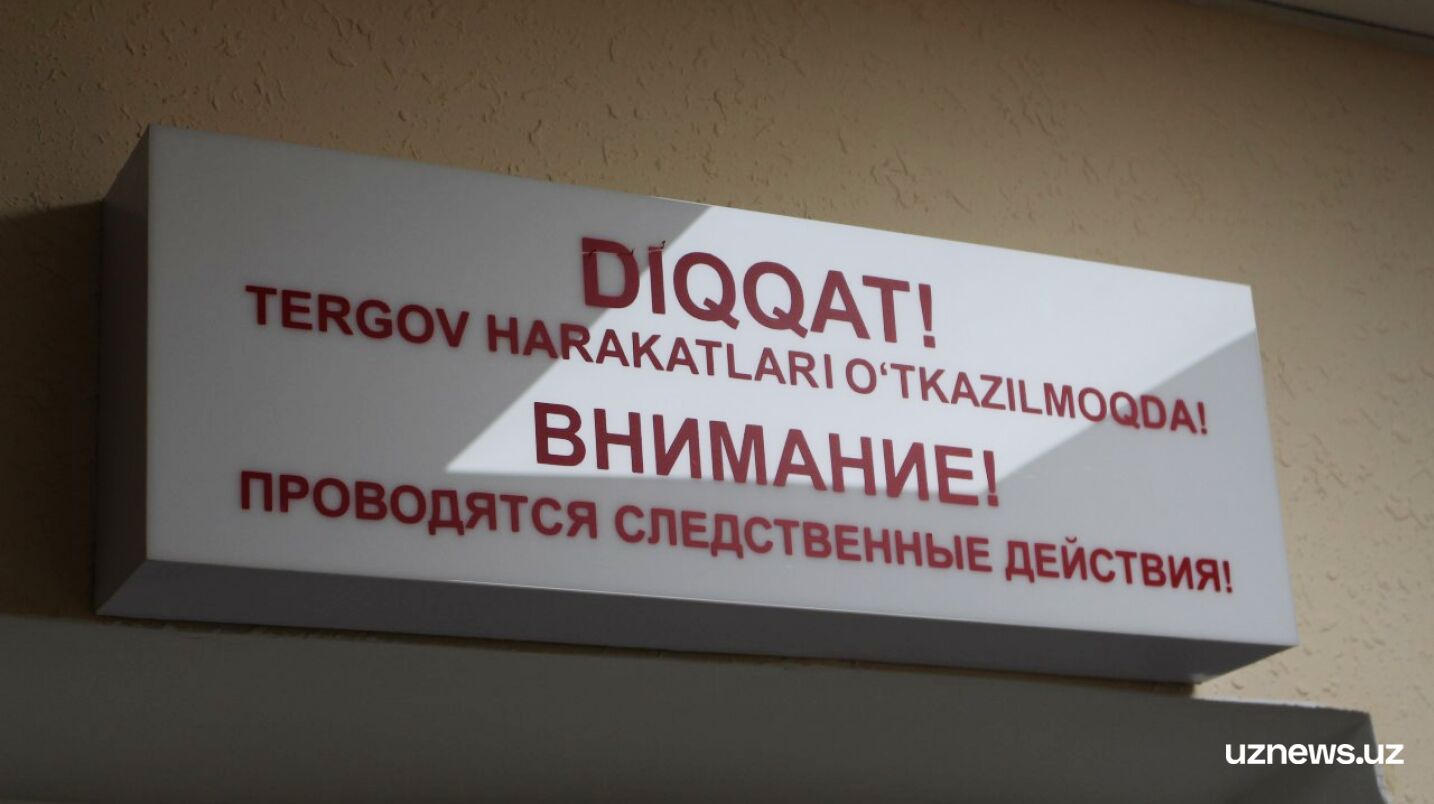 DIQQAT!
TERGOV HARAKATLARI O‘TKAZILMOQDA!
ВНИМАНИЕ!
ПРОВОДЯТСЯ СЛЕДСТВЕННЫЕ ДЕЙСТВИЯ!
uznews.uz